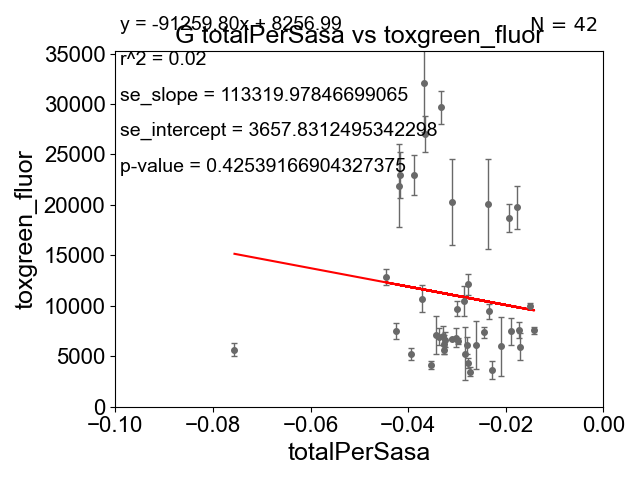 y = -91259.80x + 8256.99
N = 42
G totalPerSasa vs toxgreen_fluor
r^2 = 0.02
se_slope = 113319.97846699065
se_intercept = 3657.8312495342298
p-value = 0.42539166904327375
35000
30000
25000
20000
15000
10000
5000
0
toxgreen_fluor
−0.10
−0.08
−0.06
−0.04
−0.02
0.00
totalPerSasa